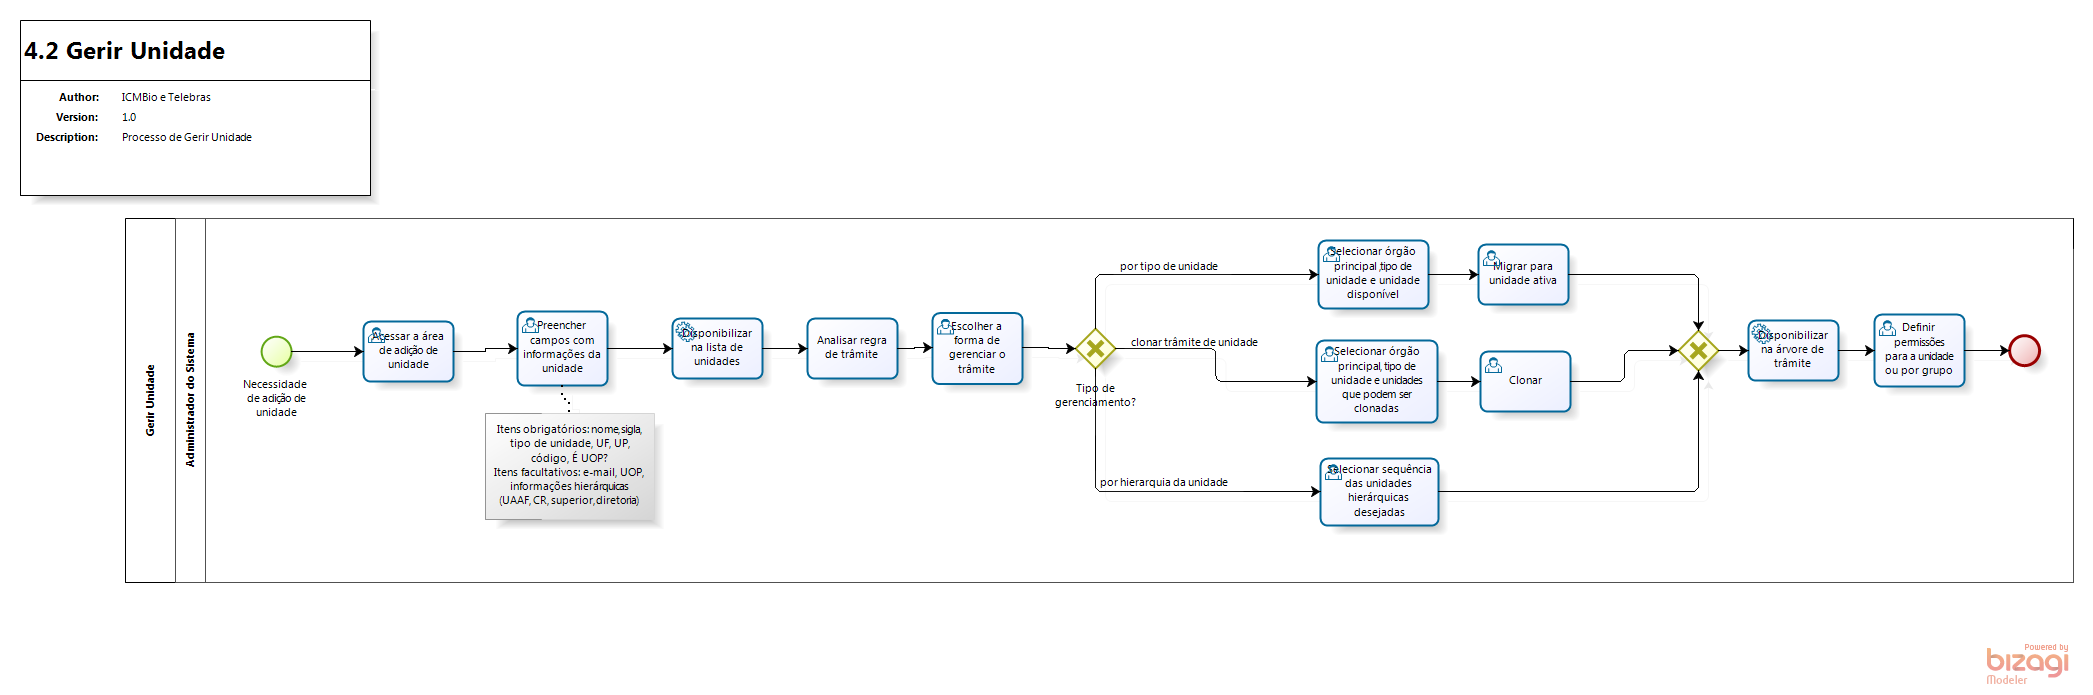 4.2 Gerir Unidade
Author: ICMBio e Telebras
Version: 1.0
Description: Processo de Gerir Unidade
Gerir Unidade
Administrador do Sistema
Necessidade
de adição de
unidade
Acessar a área
de adição de
unidade
Preencher
campos com
informações da
unidade
Itens obrigatórios: nome,sigla,
tipo de unidade, UF, UP,
código, É UOP?
Itens facultativos: e-mail, UOP,
informações hierárquicas
(UAAF, CR, superior, diretoria)
Disponibilizar
na lista de
unidades
Analisar regra
de trâmite
Escolher a
forma de
gerenciar o
trâmite
Tipo de
gerenciamento?
por tipo de unidade
Selecionar órgão
principal,tipo de
unidade e unidade
disponível
Migrar para
unidade ativa
clonar trâmite de unidade
Selecionar órgão
principal, tipo de
unidade e unidades
que podem ser
clonadas
Clonar
por hierarquia da unidade
Selecionar sequência
das unidades
hierárquicas
desejadas
Disponibilizar
na árvore de
trâmite
Definir
permissões
para a unidade
ou por grupo
Powered by
bizagi
Modeler